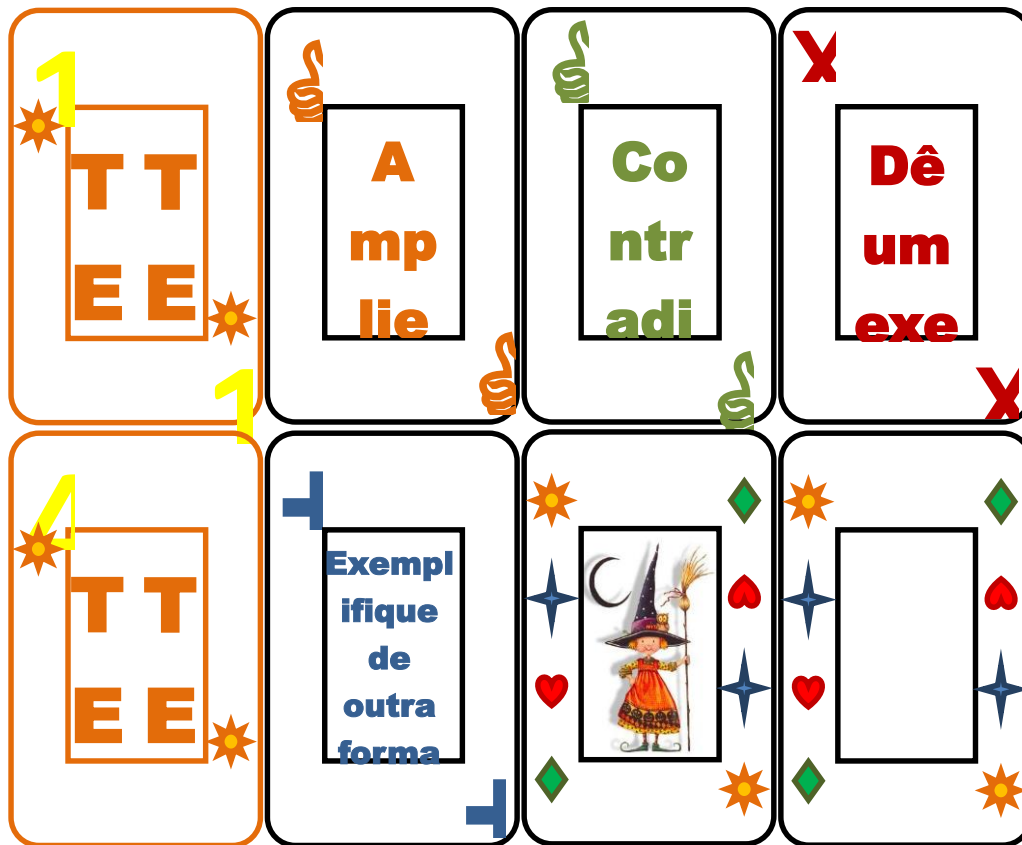 1
T T
E E
1
A
mp
lie
Co
ntr
adi
X
Dê
um
exe
X
4
T T
E E
Exempl
ifique
de
outra
forma